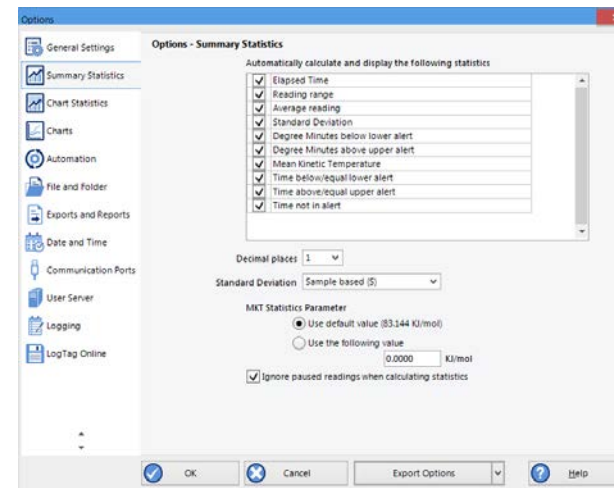 Options
General Settings
Summary Statistics
Chart Statistics
Charts
Automation
File and Folder
Exports and Reports
Date and Time
Communication Ports
User Server
Logging
LogTag Online
Options - Summary Statistics
Automatically calculate and display the following statistics
Elapsed Time
Reading range
Average reading
Standard Deviation
Degree Minutes below lower alert
Degree Minutes above upper alert
Mean Kinetic Temperature
Time below/equal lower alert
Time above/equal upper alert
Time not in alert
Decimal places 1
Standard Deviation Sample based (S)
MKT Statistics Parameter
Use default value (83.144 KJ/mol)
Use the following value
0.0000 KJ/mol
Ignore paused readings when calculating statistics
OK Cancel Export Options Help